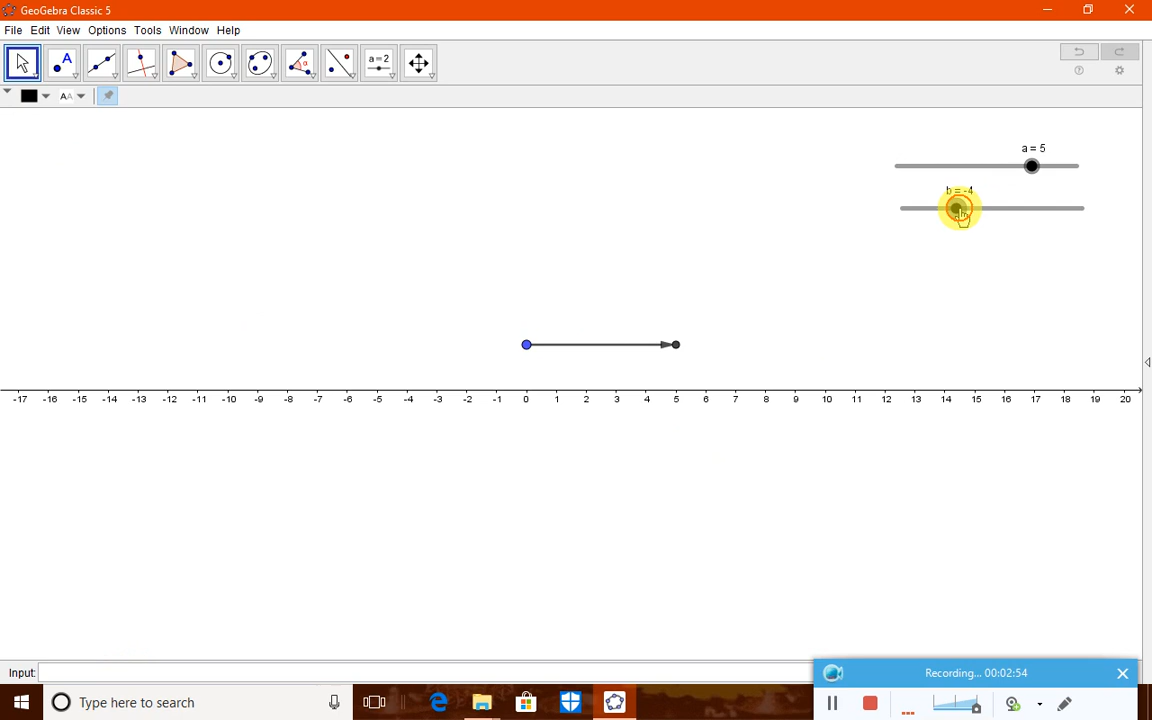 GeoGebra Classic 5
File Edit View Options Tools Window Help
A
a = 2
α
AA
a = 5
b = -4
-17 -16 -15 -14 -13 -12 -11 -10 -9 -8 -7 -6 -5 -4 -3 -2 -1 0 1 2 3 4 5 6 7 8 9 10 11 12 13 14 15 16 17 18 19 20
Input:
Recording... 00:02:54
Type here to search